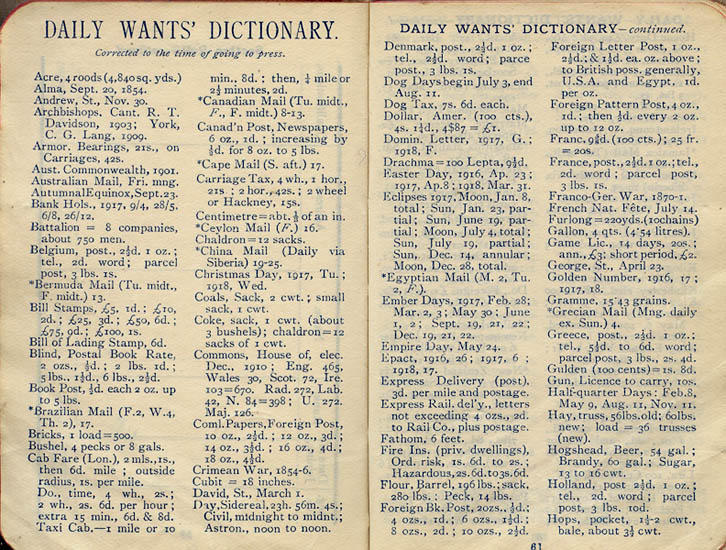 DAILY WANTS' DICTIONARY.
Corrected to the time of going to press.
Acre, 4 roods (4,840 sq. yds.)
Alma, Sept. 20, 1854.
Andrew, St., Nov. 30.
Archbishops. Cant. R. T.
Davidson, 1903; York,
C. G. Lang, 1909.
Armor. Bearings, 21s., on
Carriages, 42s.
Aust. Commonwealth, 1901.
Australian Mail, Fri. mng.
Autumnal Equinox, Sept. 23.
Bank Hols., 1917, 9/4, 28/5,
6/8, 26/12.
Battalion = 8 companies,
about 750 men.
Belgium, post., 2½d. 1 oz.;
tel., 2d. word; parcel
post, 3 lbs. 1s.
*Bermuda Mail (Tu. midt.,
F. midt.) 13.
Bill Stamps, £5, 1d.; £10,
2d.; £25, 3d.; £50, 6d.;
£75, 9d.; £100, 1s.
Bill of Lading Stamp, 6d.
Blind, Postal Book Rate,
2 ozs., ½d.; 2 lbs. 1d.;
5 lbs., 1½d., 6 lbs., 2½d.
Book Post, ½d. each 2 oz. up
to 5 lbs.
*Brazilian Mail (F.2, W.4,
Th. 2), 17.
Bricks, 1 load=500.
Bushel, 4 pecks or 8 gals.
Cab Fare (Lon.), 2 mls., 1s.,
then 6d. mile; outside
radius, 1s. per mile.
Do., time, 4 wh., 2s.;
2 wh., 2s. 6d. per hour;
extra 15 min., 6d. & 8d.
Taxi Cab.—1 mile or 10
min., 8d.; then, ¼ mile or
2½ minutes, 2d.
*Canadian Mail (Tu. midt.,
F., F. midt.) 8-13.
Canad'n Post, Newspapers,
6 oz., 1d.; increasing by
½d. for 8 oz. to 5 lbs.
*Cape Mail (S. aft.) 17.
Carriage Tax, 4 wh., 1 hor.,
21s.; 2 hor., 42s.; 2 wheel
or Hackney, 15s.
Centimetre=abt. ⅜ of an in.
*Ceylon Mail (F.) 16.
Chaldron=12 sacks.
*China Mail (Daily via
Siberia) 19-25.
Christmas Day, 1917, Tu.;
1918, Wed.
Coals, Sack, 2 cwt.; small
sack, 1 cwt.
Coke, sack, 1 cwt. (about
3 bushels); chaldron=12
sacks of 1 cwt.
Commons, House of, elec.
Dec., 1910; Eng. 465,
Wales 30, Scot. 72, Ire.
103=670. Rad. 272, Lab.
42, N. 84=398; U. 272.
Maj. 126.
Coml. Papers, Foreign Post,
10 oz., 2½d.; 12 oz., 3d.;
14 oz., 3½d.; 16 oz., 4d.;
18 oz., 4½d.
Crimean War, 1854-6.
Cubit = 18 inches.
David, St., March 1.
Day, Sidereal, 23h. 56m. 4s.;
Civil, midnight to midnt.;
Astron., noon to noon.
DAILY WANTS' DICTIONARY—continued.
Denmark, post., 2½d. 1 oz.;
tel., 2½d. word; parce
post., 3 lbs. 1s.
Dog Days begin July 3, end
Aug. 11.
Dog Tax, 7s. 6d. each.
Dollar, Amer. (100 cts.),
4s. 1½d., 4$87 = £1.
Domin. Letter, 1917, G.;
1918, F.
Drachma=100 Lepta, 9½d.
Easter Day, 1916, Ap. 23;
1917, Ap. 8; 1918, Mar. 31.
Eclipses 1917, Moon, Jan. 8,
total; Sun, Jan. 23, par-
tial; Sun, June 19, par-
tial; Moon, July 4, total;
Sun, July 19, partial;
Sun, Dec. 14, annular;
Moon, Dec. 28, total.
*Egyptian Mail (M. 2, Tu.
2, F.).
Ember Days, 1917, Feb. 28;
Mar. 2, 3; May 30; June
1, 2; Sept. 19, 21, 22;
Dec. 19, 21, 22.
Empire Day, May 24.
Epact, 1916, 26; 1917, 6;
1918, 17.
Express Delivery (post),
3d. per mile and postage.
Express Rail. del'y., letters
not exceeding 4 ozs., 2d.
to Rail Co., plus postage.
Fathom, 6 feet.
Fire Ins. (priv. dwellings),
Ord. risk, 1s. 6d. to 2s.;
Hazardous, 2s. 6d. to 3s. 6d.
Flour, Barrel, 196 lbs.; sack,
280 lbs.: Peck, 14 lbs.
Foreign Bk. Post, 2ozs., ½d.;
4 ozs., 1d.; 6 ozs., 1½d.;
8 ozs., 2d.; 10 ozs., 2½d.
Foreign Letter Post, 1 oz.,
2½d.; & 1½d. ea. oz. above;
to British poss. generally,
U.S.A. and Egypt, 1d.
per oz.
Foreign Pattern Post, 4 oz.,
1d.; then ½d. every 2 oz.
up to 12 oz.
Franc, 9⅝d. (100 c.); 25 fr.
= 20s.
France, post., 2½d. 1 oz.; tel.,
2d. word; parcel post,
3 lbs. 1s.
Franco-Ger. War, 1870-1.
French Nat. Fête, July 14.
Furlong=220yds.(10chains)
Gallon, 4 qts. (4'54 litres).
Game Lic., 14 days, 20s.;
ann., £3; short period, £2.
George, St., April 23.
Golden Number, 1916, 17;
1917, 18.
Gramme, 15'43 grains.
*Grecian Mail (Mng. daily
ex. Sun.) 4.
Greece, post., 2½d. 1 oz.;
tel., 5½d. to 6d. word;
parcel post, 3 lbs., 2s. 4d.
Gulden (100 cents)=1s. 8d.
Gun, Licence to carry, 10s.
Half-quarter Days: Feb.8,
May 9, Aug. 11, Nov. 11.
Hay, truss, 56lbs.old; 60lbs.
new; load = 36 trusses
(new).
Hogshead, Beer, 54 gal.;
Brandy, 60 gal.; Sugar,
13 to 16 cwt.
Holland, post 2½d. 1 oz.;
tel., 2d. word; parcel
post, 3 lbs. 10d.
Hops, pocket, 1½-2 cwt.,
bale, about 3½ cwt.
61